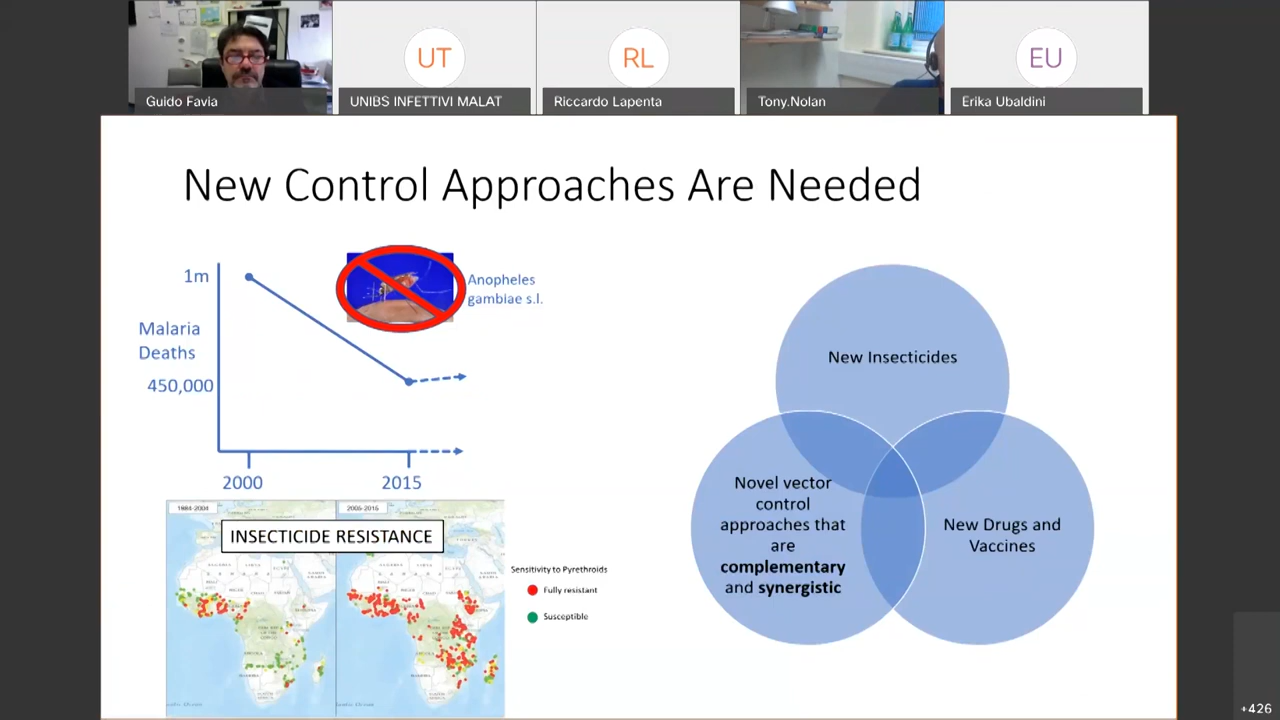 UT
RL
EU
Guido Favia
UNIBS INFETTIVI MALAT
Riccardo Lapenta
Tony.Nolan
Erika Ubaldini
New Control Approaches Are Needed
1m
Malaria
Deaths
450,000
2000
2015
Anopheles
gambiae s.l.
INSECTICIDE RESISTANCE
Sensitivity to Pyrethroids
Fully resistant
Susceptible
New Insecticides
Novel vector
control
approaches that
are
complementary
and synergistic
New Drugs and
Vaccines
+426